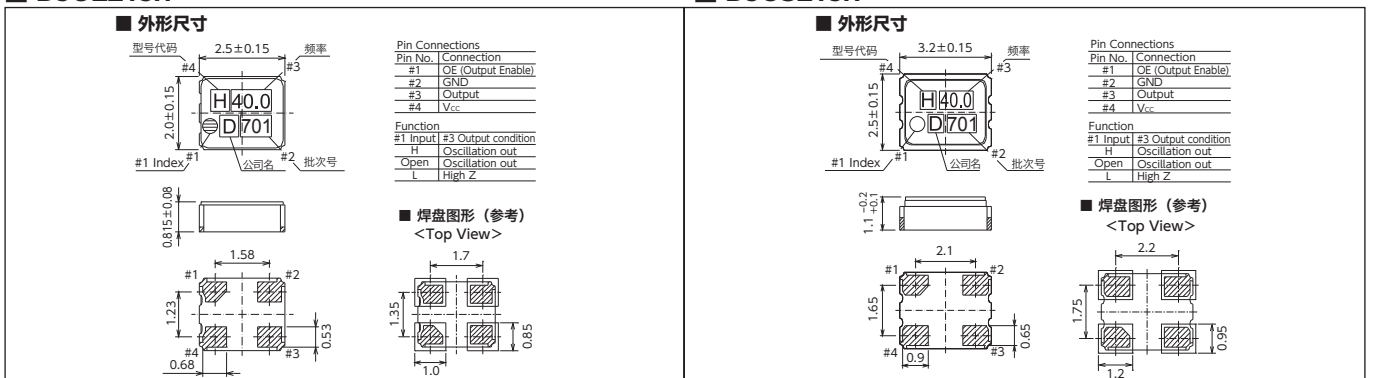 ■ 外形尺寸
型号代码
2.5±0.15
频率
#4
#3
2.0±0.15
H 40.0
D 701
#1 Index
#1
公司名
#2
批次号
Pin Connections
Pin No. Connection
#1 OE (Output Enable)
#2 GND
#3 Output
#4 Vcc
Function
#1 Input #3 Output condition
H Oscillation out
Open Oscillation out
L High Z
0.815±0.08
1.58
#1
#2
1.23
0.53
#4
#3
0.68
■ 焊盘图形（参考）
<Top View>
1.7
1.35
0.85
1.0
■ 外形尺寸
型号代码
3.2±0.15
频率
#4
#3
2.5±0.15
H 40.0
D 701
#1 Index
#1
公司名
#2
批次号
Pin Connections
Pin No. Connection
#1 OE (Output Enable)
#2 GND
#3 Output
#4 Vcc
Function
#1 Input #3 Output condition
H Oscillation out
Open Oscillation out
L High Z
1.1 −0.2 +0.1
2.1
#1
#2
1.65
0.65
#4
#3
0.9
■ 焊盘图形（参考）
<Top View>
2.2
1.75
0.95
1.2